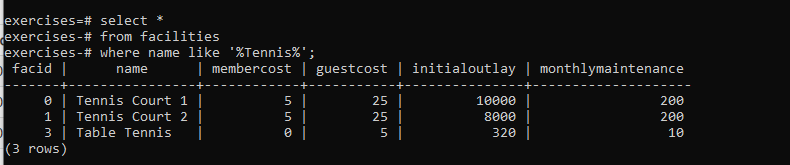 exercises=# select *
exercises-# from facilities
exercises-# where name like '%Tennis%';
 facid |      name      | membercost | guestcost | initialoutlay | monthlymaintenance
-------+----------------+------------+-----------+---------------+--------------------
     0 | Tennis Court 1 |          5 |        25 |         10000 |                200
     1 | Tennis Court 2 |          5 |        25 |          8000 |                200
     3 | Table Tennis   |          0 |         5 |           320 |                 10
(3 rows)